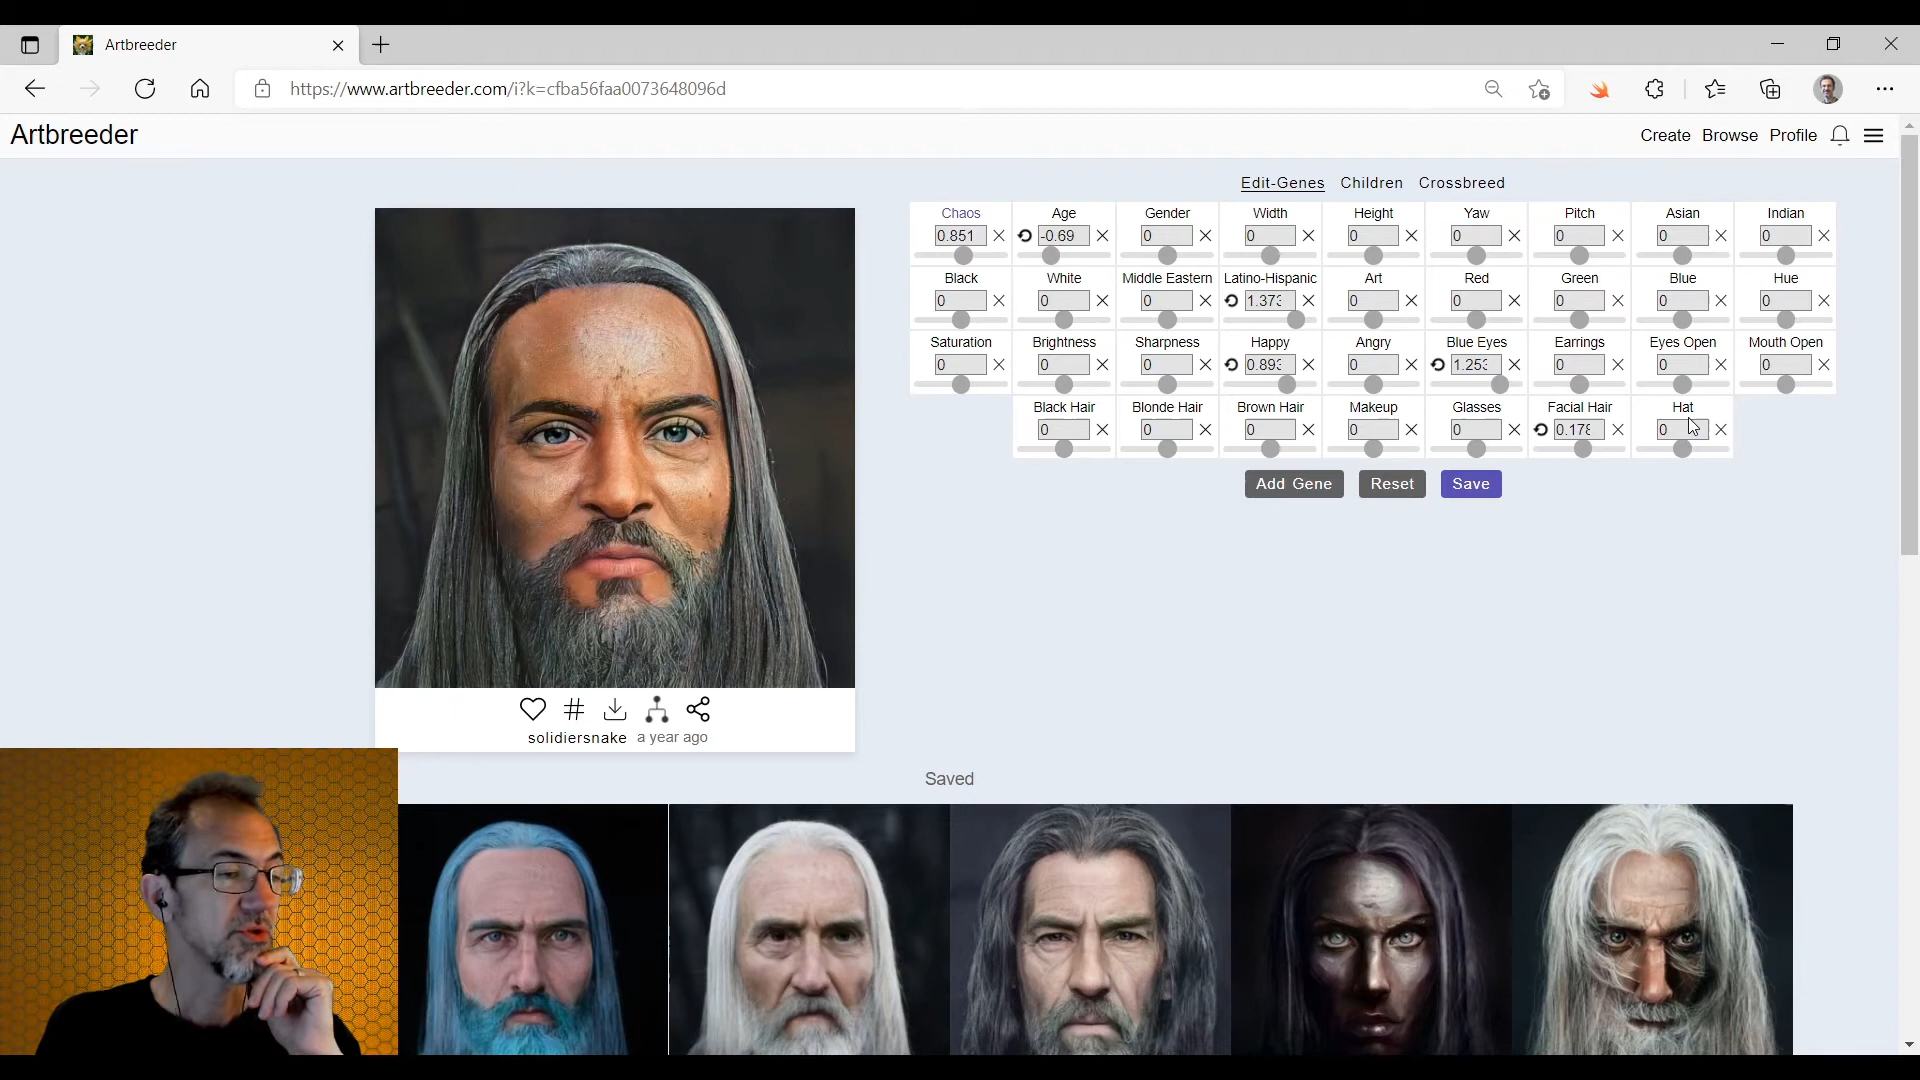 Artbreeder
https://www.artbreeder.com/i?k=cfba56faa0073648096d
Artbreeder
Create Browse Profile
Edit-Genes Children Crossbreed
Chaos Age Gender Width Height Yaw Pitch Asian Indian
0.851 -0.69 0 0 0 0 0 0 0
Black White Middle Eastern Latino-Hispanic Art Red Green Blue Hue
0 0 0 1.373 0 0 0 0 0
Saturation Brightness Sharpness Happy Angry Blue Eyes Earrings Eyes Open Mouth Open
0 0 0 0.893 0 1.253 0 0 0
Black Hair Blonde Hair Brown Hair Makeup Glasses Facial Hair Hat
0 0 0 0 0 0.178 0
Add Gene Reset Save
solidiersnake a year ago
Saved